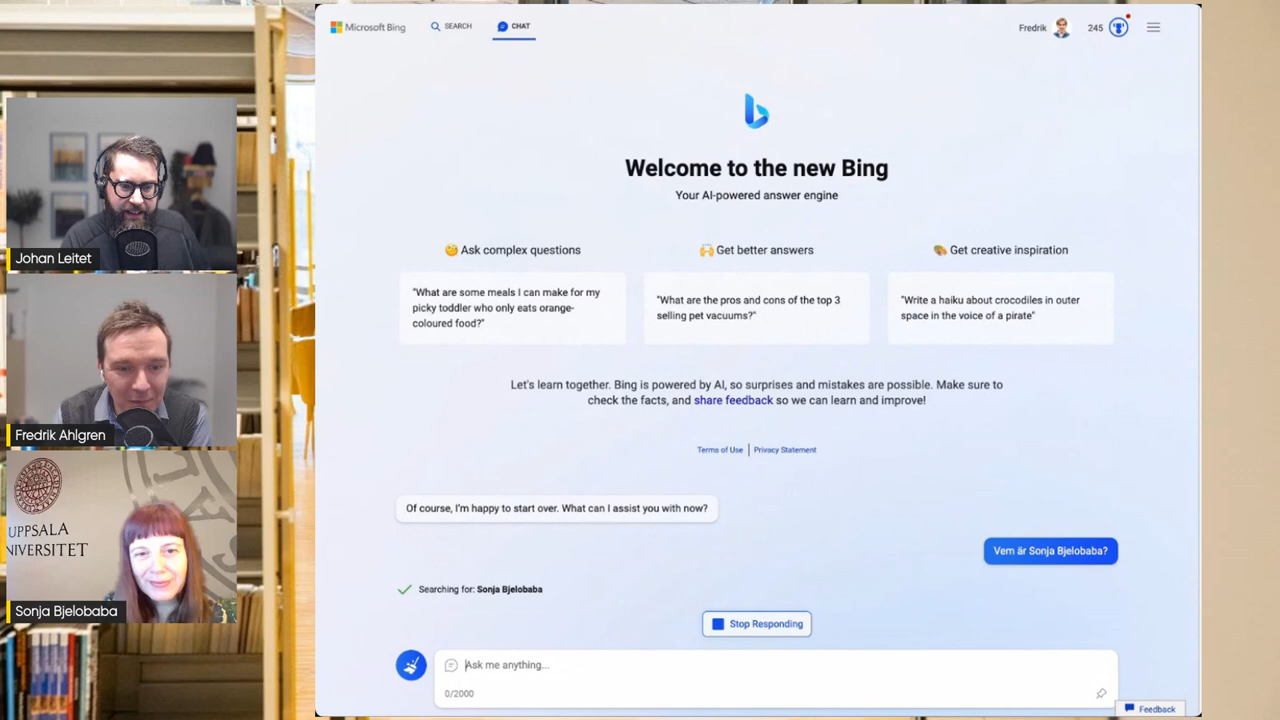 Microsoft Bing
SEARCH
CHAT
Fredrik
245
Welcome to the new Bing
Your AI-powered answer engine
Ask complex questions
"What are some meals I can make for my
picky toddler who only eats orange-
coloured food?"
Get better answers
"What are the pros and cons of the top 3
selling pet vacuums?"
Get creative inspiration
"Write a haiku about crocodiles in outer
space in the voice of a pirate"
Let's learn together. Bing is powered by AI, so surprises and mistakes are possible. Make sure to
check the facts, and share feedback so we can learn and improve!
Terms of Use | Privacy Statement
Of course, I'm happy to start over. What can I assist you with now?
Vem är Sonja Bjelobaba?
Searching for: Sonja Bjelobaba
Stop Responding
Ask me anything...
0/2000
Feedback
Johan Leitet
Fredrik Ahlgren
UPPSALA
NIVERSITET
Sonja Bjelobaba